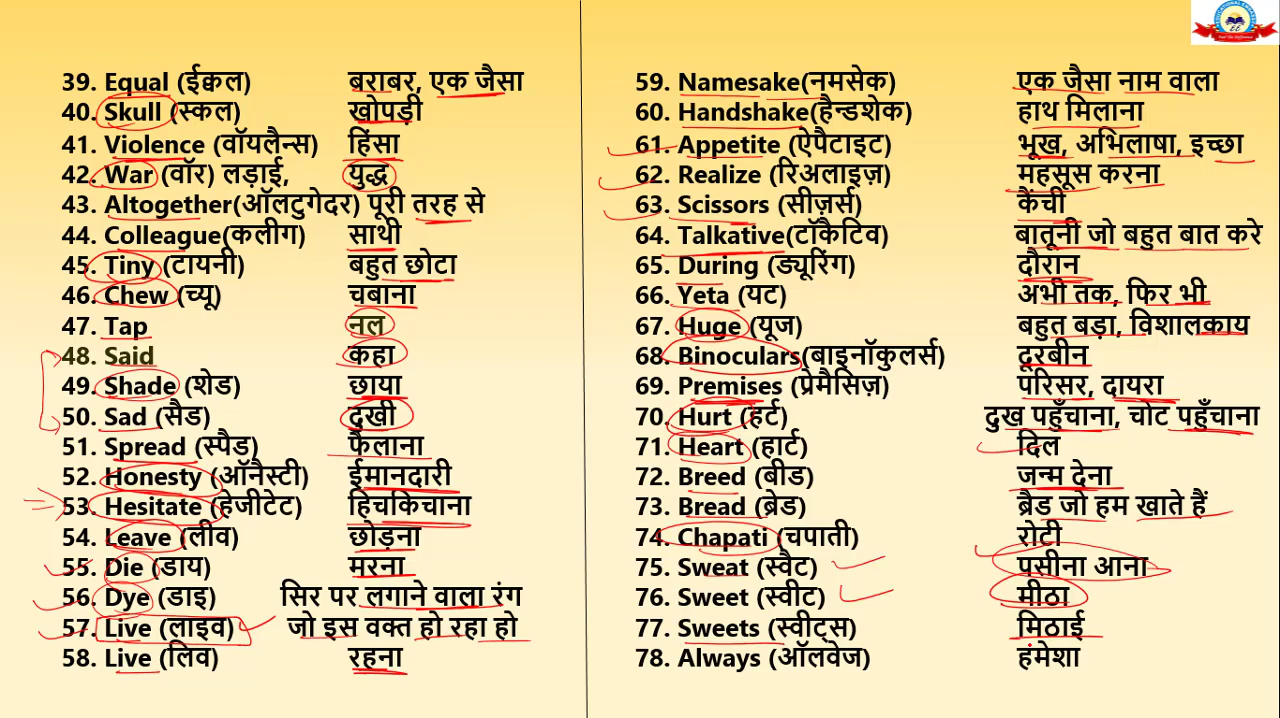 39. Equal (ईक्वल) बराबर, एक जैसा
40. Skull (स्कल) खोपड़ी
41. Violence (वॉयलैन्स) हिंसा
42. War (वॉर) लड़ाई, युद्ध
43. Altogether(ऑलटुगेदर) पूरी तरह से
44. Colleague(कलीग) साथी
45. Tiny (टायनी) बहुत छोटा
46. Chew (च्यू) चबाना
47. Tap नल
48. Said कहा
49. Shade (शेड) छाया
50. Sad (सैड) दुखी
51. Spread (स्पैड) फैलाना
52. Honesty (ऑनैस्टी) ईमानदारी
53. Hesitate (हेजीटेट) हिचकिचाना
54. Leave (लीव) छोड़ना
55. Die (डाय) मरना
56. Dye (डाइ) सिर पर लगाने वाला रंग
57. Live (लाइव) जो इस वक्त हो रहा हो
58. Live (लिव) रहना
59. Namesake(नमसेक) एक जैसा नाम वाला
60. Handshake(हैन्डशेक) हाथ मिलाना
61. Appetite (ऐपैटाइट) भूख, अभिलाषा, इच्छा
62. Realize (रिअलाइज़) महसूस करना
63. Scissors (सीज़र्स) कैंची
64. Talkative(टॉकैटिव) बातूनी जो बहुत बात करे
65. During (ड्यूरिंग) दौरान
66. Yeta (यट) अभी तक, फिर भी
67. Huge (यूज) बहुत बड़ा, विशालकाय
68. Binoculars(बाइनॉकुलर्स) दूरबीन
69. Premises (प्रेमैसिज़) परिसर, दायरा
70. Hurt (हर्ट) दुख पहुँचाना, चोट पहुँचाना
71. Heart (हार्ट) दिल
72. Breed (बीड) जन्म देना
73. Bread (ब्रेड) ब्रैड जो हम खाते हैं
74. Chapati (चपाती) रोटी
75. Sweat (स्वैट) पसीना आना
76. Sweet (स्वीट) मीठा
77. Sweets (स्वीट्स) मिठाई
78. Always (ऑलवेज) हंमेशा